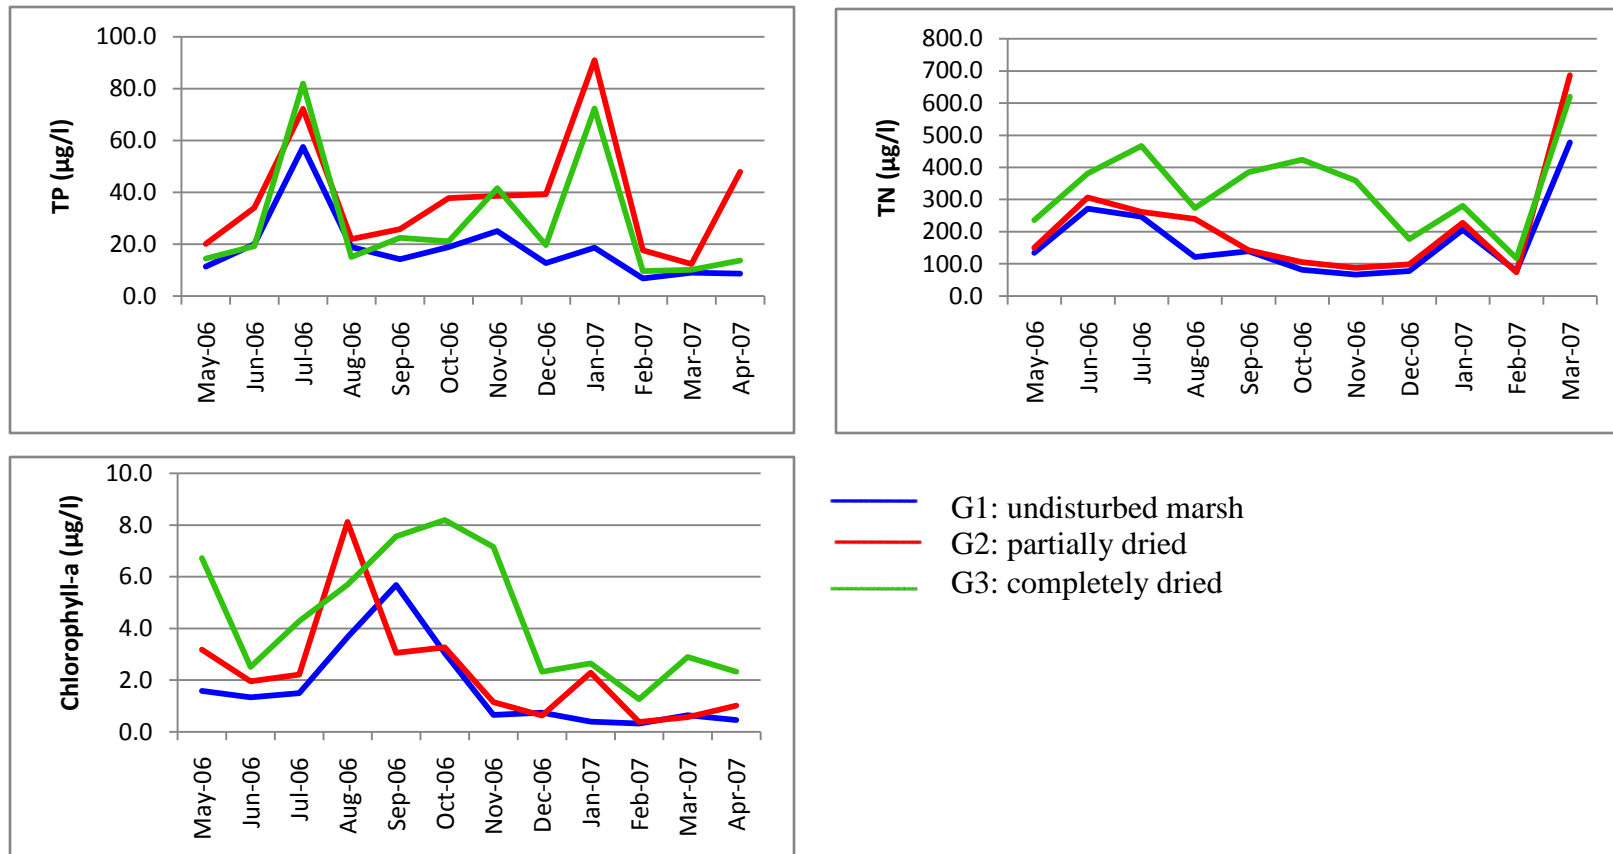 TP (µg/l)
100.0
80.0
60.0
40.0
20.0
0.0
May-06
Jun-06
Jul-06
Aug-06
Sep-06
Oct-06
Nov-06
Dec-06
Jan-07
Feb-07
Mar-07
Apr-07
TN (µg/l)
800.0
700.0
600.0
500.0
400.0
300.0
200.0
100.0
0.0
May-06
Jun-06
Jul-06
Aug-06
Sep-06
Oct-06
Nov-06
Dec-06
Jan-07
Feb-07
Mar-07
Chlorophyll-a (µg/l)
10.0
8.0
6.0
4.0
2.0
0.0
May-06
Jun-06
Jul-06
Aug-06
Sep-06
Oct-06
Nov-06
Dec-06
Jan-07
Feb-07
Mar-07
Apr-07
G1: undisturbed marsh
G2: partially dried
G3: completely dried